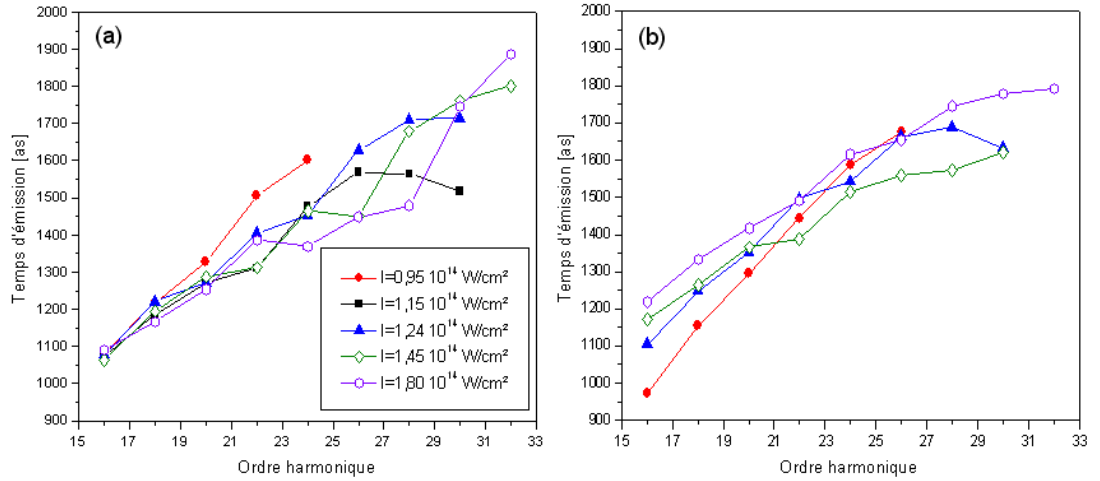 (a)
2000
1900
1800
1700
1600
1500
1400
1300
1200
1100
1000
900
Temps d'émission [as]
I=0,95 10¹⁴ W/cm²
I=1,15 10¹⁴ W/cm²
I=1,24 10¹⁴ W/cm²
I=1,45 10¹⁴ W/cm²
I=1,80 10¹⁴ W/cm²
15 17 19 21 23 25 27 29 31 33
Ordre harmonique
(b)
2000
1900
1800
1700
1600
1500
1400
1300
1200
1100
1000
900
Temps d'émission [as]
15 17 19 21 23 25 27 29 31 33
Ordre harmonique